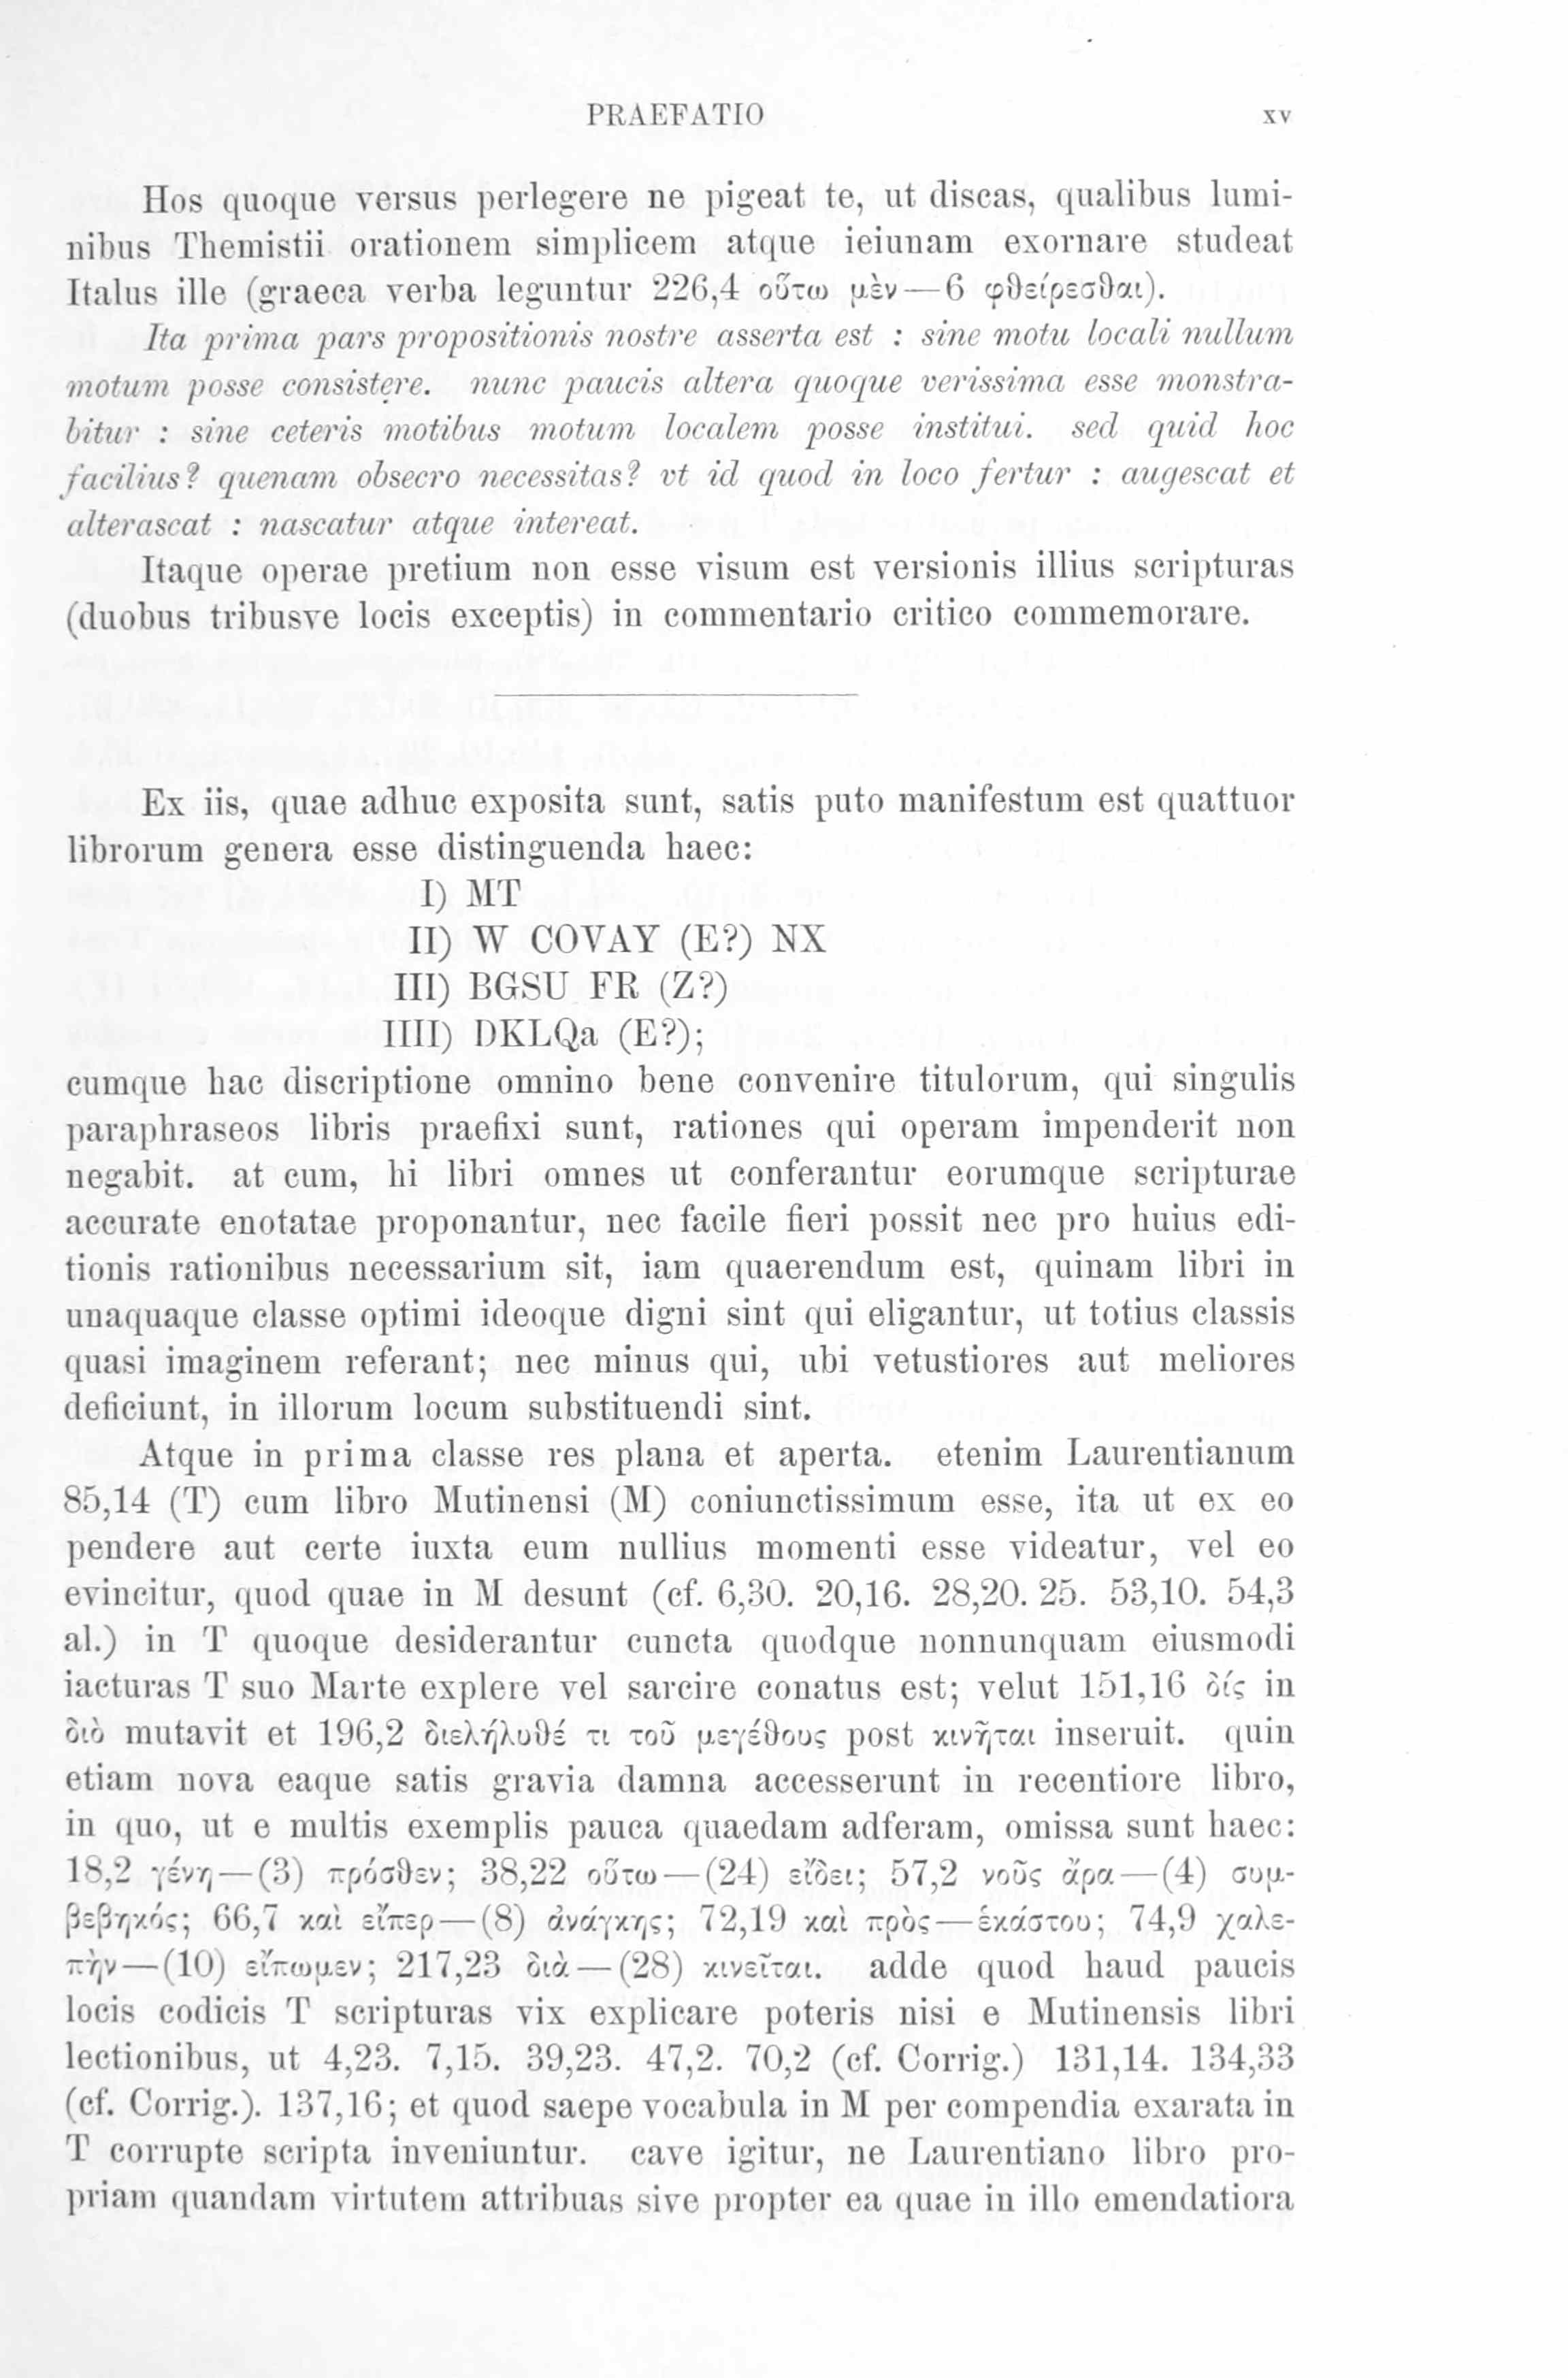 PRAEFATIO xv
Hos quoque versus perlegere ne pigeat te, ut discas, qualibus lumi-
nibus Themistii orationem simplicem atque ieiunam exornare studeat
Italus ille (graeca verba leguntur 226,4 οὕτω μὲν—6 φθείρεσθαι).
Ita prima pars propositionis nostre asserta est : sine motu locali nullum
motum posse consistere. nunc paucis altera quoque verissima esse monstra-
bitur : sine ceteris motibus motum localem posse institui. sed quid hoc
facilius? quenam obsecro necessitas? vt id quod in loco fertur : augescat et
alterascat : nascatur atque intereat.
Itaque operae pretium non esse visum est versionis illius scripturas
(duobus tribusve locis exceptis) in commentario critico commemorare.
Ex iis, quae adhuc exposita sunt, satis puto manifestum est quattuor
librorum genera esse distinguenda haec:
I) MT
II) W COVAY (E?) NX
III) BGSU FR (Z?)
IIII) DKLQa (E?);
cumque hac discriptione omnino bene convenire titulorum, qui singulis
paraphraseos libris praefixi sunt, rationes qui operam impenderit non
negabit. at cum, hi libri omnes ut conferantur eorumque scripturae
accurate enotatae proponantur, nec facile fieri possit nec pro huius edi-
tionis rationibus necessarium sit, iam quaerendum est, quinam libri in
unaquaque classe optimi ideoque digni sint qui eligantur, ut totius classis
quasi imaginem referant; nec minus qui, ubi vetustiores aut meliores
deficiunt, in illorum locum substituendi sint.
Atque in prima classe res plana et aperta. etenim Laurentianum
85,14 (T) cum libro Mutinensi (M) coniunctissimum esse, ita ut ex eo
pendere aut certe iuxta eum nullius momenti esse videatur, vel eo
evincitur, quod quae in M desunt (cf. 6,30. 20,16. 28,20. 25. 53,10. 54,3
al.) in T quoque desiderantur cuncta quodque nonnunquam eiusmodi
iacturas T suo Marte explere vel sarcire conatus est; velut 151,16 δίς in
διὸ mutavit et 196,2 διελήλυθέ τι τοῦ μεγέθους post κινῆται inseruit. quin
etiam nova eaque satis gravia damna accesserunt in recentiore libro,
in quo, ut e multis exemplis pauca quaedam adferam, omissa sunt haec:
18,2 γένη—(3) πρόσθεν; 38,22 οὕτω—(24) εἴδει; 57,2 νοῦς ἄρα—(4) συμ-
βεβηκός; 66,7 καὶ εἴπερ—(8) ἀνάγκης; 72,19 καὶ πρὸς—ἑκάστου; 74,9 χαλε-
πὴν—(10) εἴπωμεν; 217,23 διὰ—(28) κινεῖται. adde quod haud paucis
locis codicis T scripturas vix explicare poteris nisi e Mutinensis libri
lectionibus, ut 4,23. 7,15. 39,23. 47,2. 70,2 (cf. Corrig.) 131,14. 134,33
(cf. Corrig.). 137,16; et quod saepe vocabula in M per compendia exarata in
T corrupte scripta inveniuntur. cave igitur, ne Laurentiano libro pro-
priam quandam virtutem attribuas sive propter ea quae in illo emendatiora